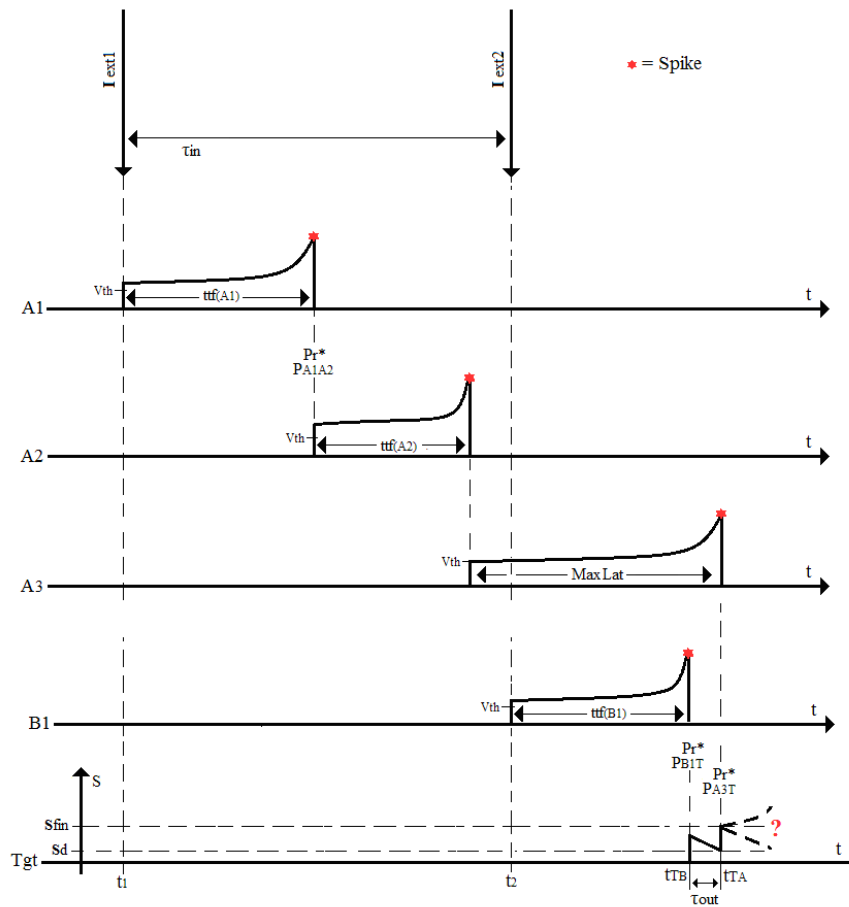 I ext1
I ext2
= Spike
τin
Vth
ttf(A1)
t
A1
Pr*
PA1A2
Vth
ttf(A2)
A2
Vth
Max Lat
t
A3
Vth
ttf(B1)
t
B1
Pr*
PB1T
Pr*
PA3T
S
Sfin
?
Sd
t
Tgt
t1
t2
tTB
tTA
τout